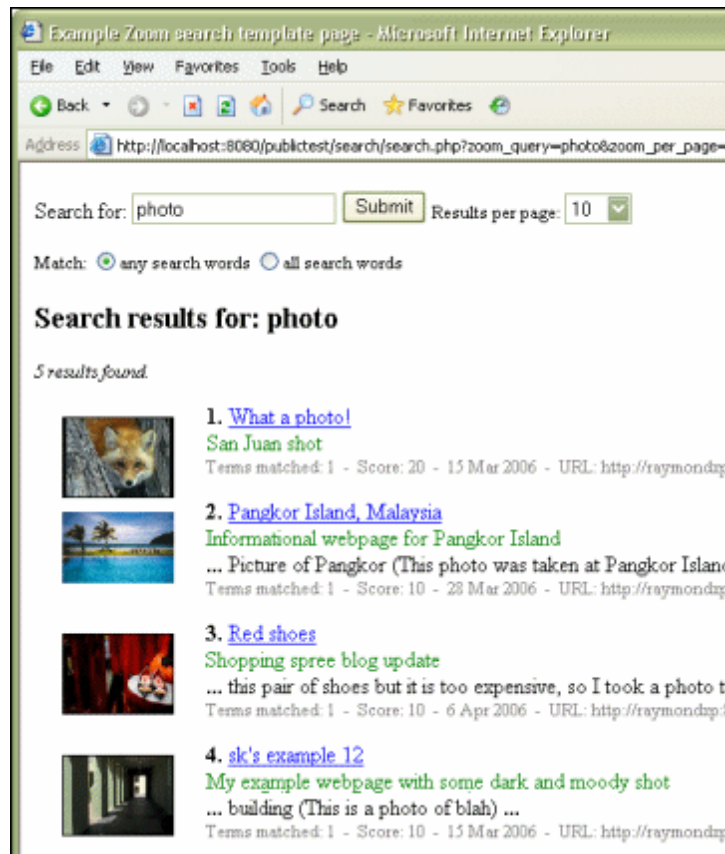 Example Zoom search template page - Microsoft Internet Explorer
File Edit View Favorites Tools Help
Back Search Favorites
Address http://localhost:8080/publictest/search/search.php?zoom_query=photo&zoom_per_page=
Search for: photo Submit Results per page: 10
Match: any search words all search words
Search results for: photo
5 results found.
1. What a photo!
San Juan shot
Terms matched: 1 - Score: 20 - 15 Mar 2006 - URL: http://raymondzp
2. Pangkor Island, Malaysia
Informational webpage for Pangkor Island
... Picture of Pangkor (This photo was taken at Pangkor Island
Terms matched: 1 - Score: 10 - 28 Mar 2006 - URL: http://raymondzp
3. Red shoes
Shopping spree blog update
... this pair of shoes but it is too expensive, so I took a photo t
Terms matched: 1 - Score: 10 - 6 Apr 2006 - URL: http://raymondzp:
4. sk's example 12
My example webpage with some dark and moody shot
... building (This is a photo of blah) ...
Terms matched: 1 - Score: 10 - 15 Mar 2006 - URL: http://raymondzp